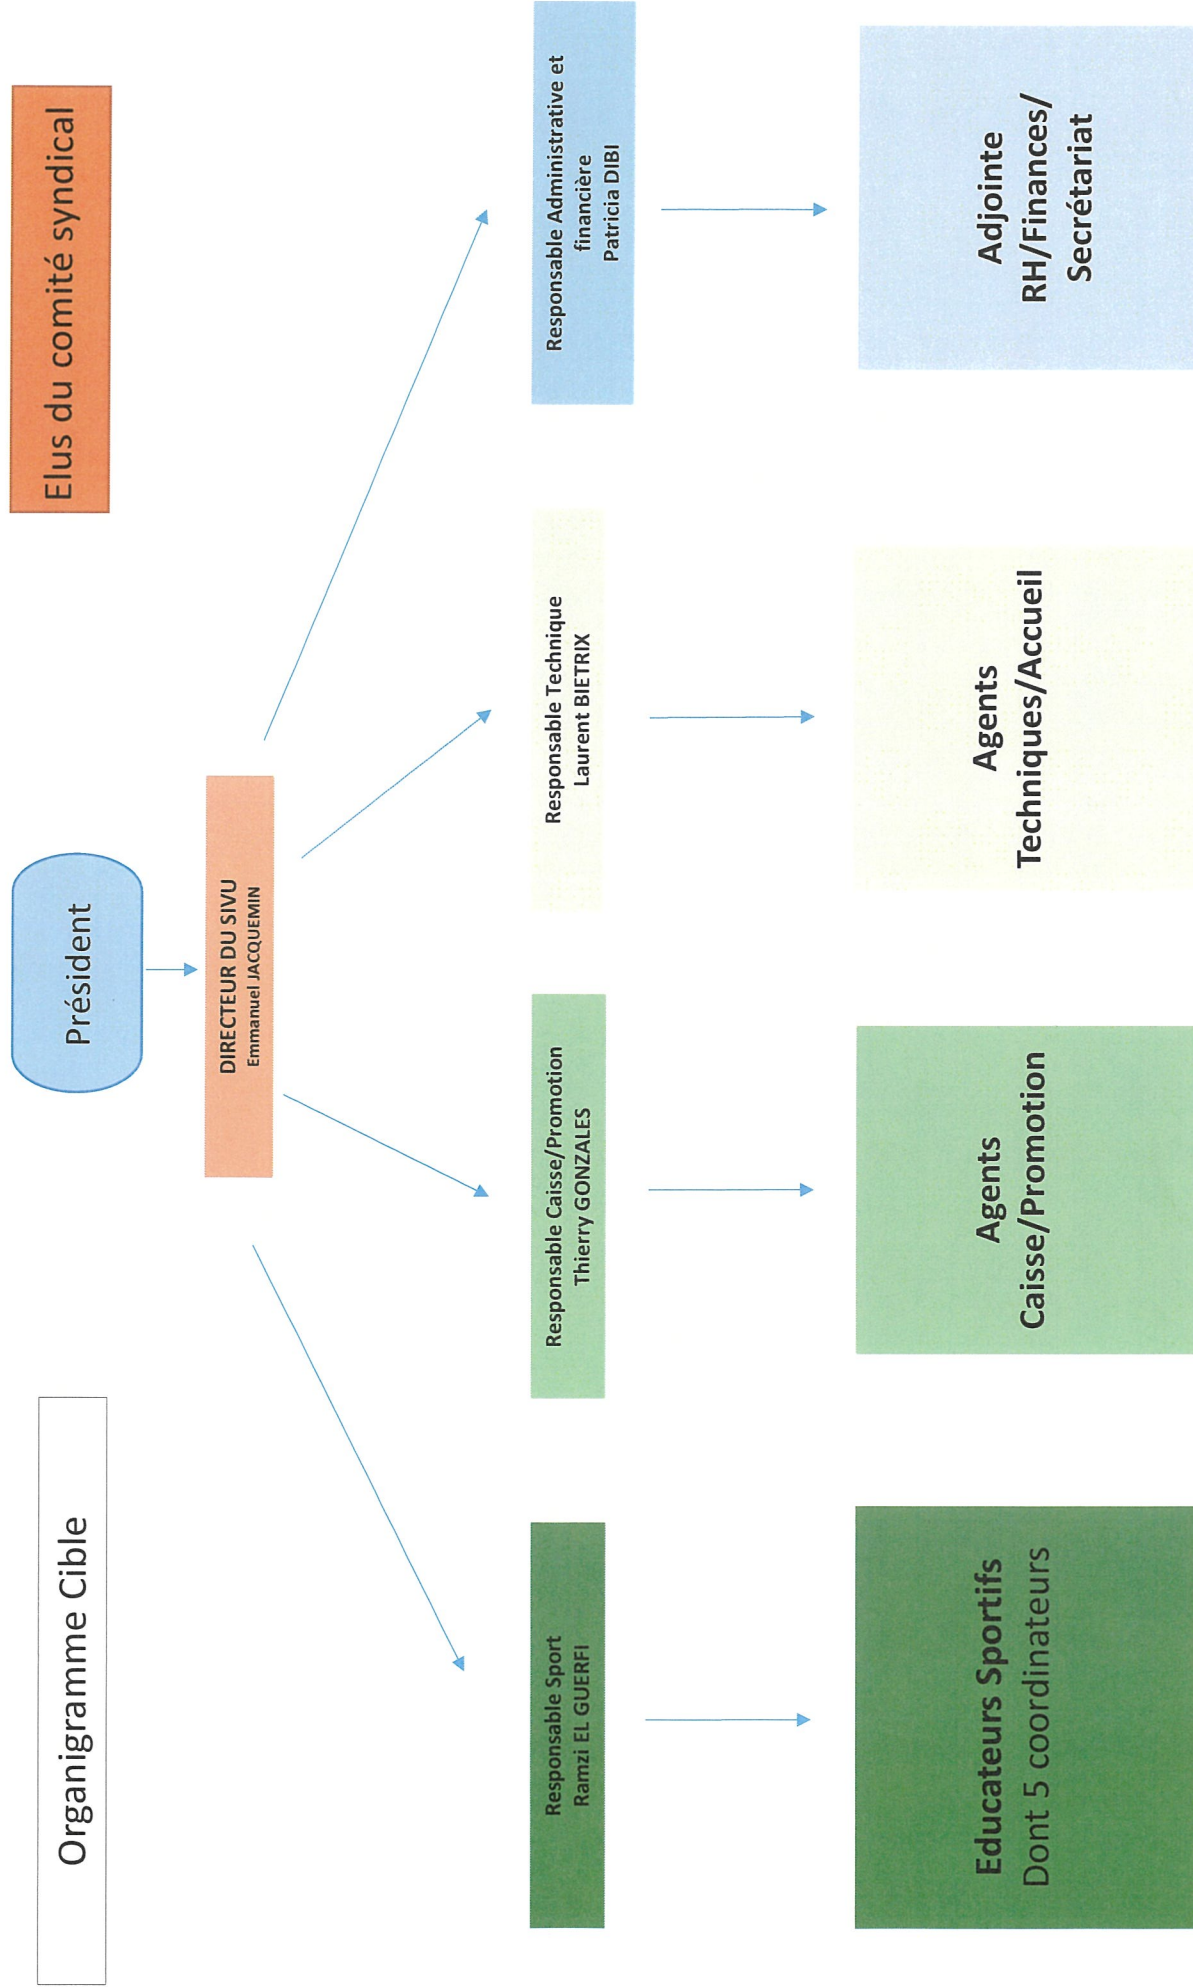 Organigramme Cible
Président
Elus du comité syndical
DIRECTEUR DU SIVU
Emmanuel JACQUEMIN
Responsable Sport
Ramzi EL GUERFI
Responsable Caisse/Promotion
Thierry GONZALES
Responsable Technique
Laurent BIETRIX
Responsable Administrative et
financière
Patricia DIBI
Educateurs Sportifs
Dont 5 coordinateurs
Agents
Caisse/Promotion
Agents
Techniques/Accueil
Adjointe
RH/Finances/
Secrétariat